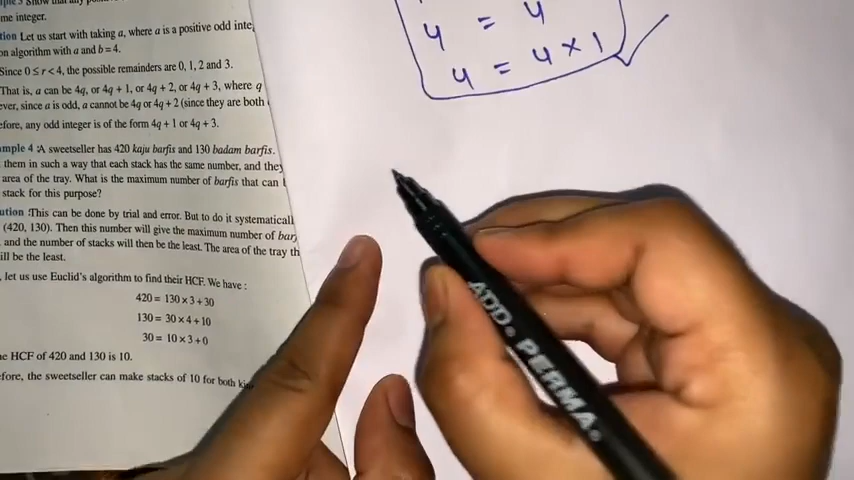 me integer.
tion Let us start with taking a, where a is a positive odd
on algorithm with a and b = 4.
Since 0 ≤ r < 4, the possible remainders are 0, 1, 2 and 3.
That is, a can be 4q, or 4q + 1, or 4q + 2, or 4q + 3, where q
ever, since a is odd, a cannot be 4q or 4q + 2 (since they are both
efore, any odd integer is of the form 4q + 1 or 4q + 3.
mple 4 : A sweetseller has 420 kaju barfis and 130 badam barfis.
them in such a way that each stack has the same number, and they
area of the tray. What is the maximum number of barfis that can
stack for this purpose?
ution : This can be done by trial and error. But to do it systematicall
(420, 130). Then this number will give the maximum number of bar
and the number of stacks will then be the least. The area of the tray th
ill be the least.
, let us use Euclid's algorithm to find their HCF. We have :
420 = 130 × 3 + 30
130 = 30 × 4 + 10
30 = 10 × 3 + 0
he HCF of 420 and 130 is 10.
efore, the sweetseller can make stacks of 10 for both
4 = 4
4 = 4 × 1
ADD PERMA